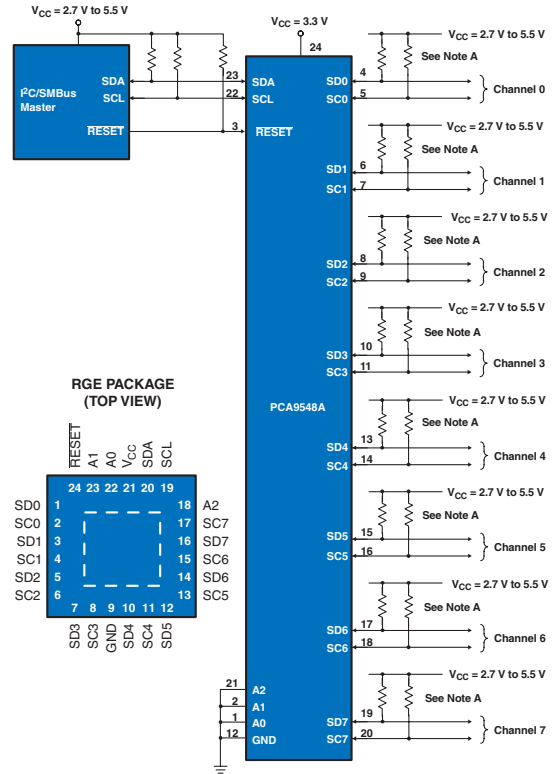 VCC = 2.7 V to 5.5 V
VCC = 3.3 V
24
I2C/SMBus
Master
SDA
SCL
RESET
23
22
3
SDA
SCL
RESET
PCA9548A
VCC = 2.7 V to 5.5 V
See Note A
SD0
4
SC0
5
Channel 0
VCC = 2.7 V to 5.5 V
See Note A
SD1
6
SC1
7
Channel 1
VCC = 2.7 V to 5.5 V
See Note A
SD2
8
SC2
9
Channel 2
VCC = 2.7 V to 5.5 V
See Note A
SD3
10
SC3
11
Channel 3
VCC = 2.7 V to 5.5 V
See Note A
SD4
13
SC4
14
Channel 4
VCC = 2.7 V to 5.5 V
See Note A
SD5
15
SC5
16
Channel 5
VCC = 2.7 V to 5.5 V
See Note A
SD6
17
SC6
18
Channel 6
VCC = 2.7 V to 5.5 V
See Note A
SD7
19
SC7
20
Channel 7
21
A2
2
A1
1
A0
12
GND
RGE PACKAGE
(TOP VIEW)
RESET
A1
A0
VCC
SDA
SCL
24 23 22 21 20 19
SD0 1
SC0 2
SD1 3
SC1 4
SD2 5
SC2 6
18 A2
17 SC7
16 SD7
15 SC6
14 SD6
13 SC5
7 8 9 10 11 12
SD3
SC3
GND
SD4
SC4
SD5